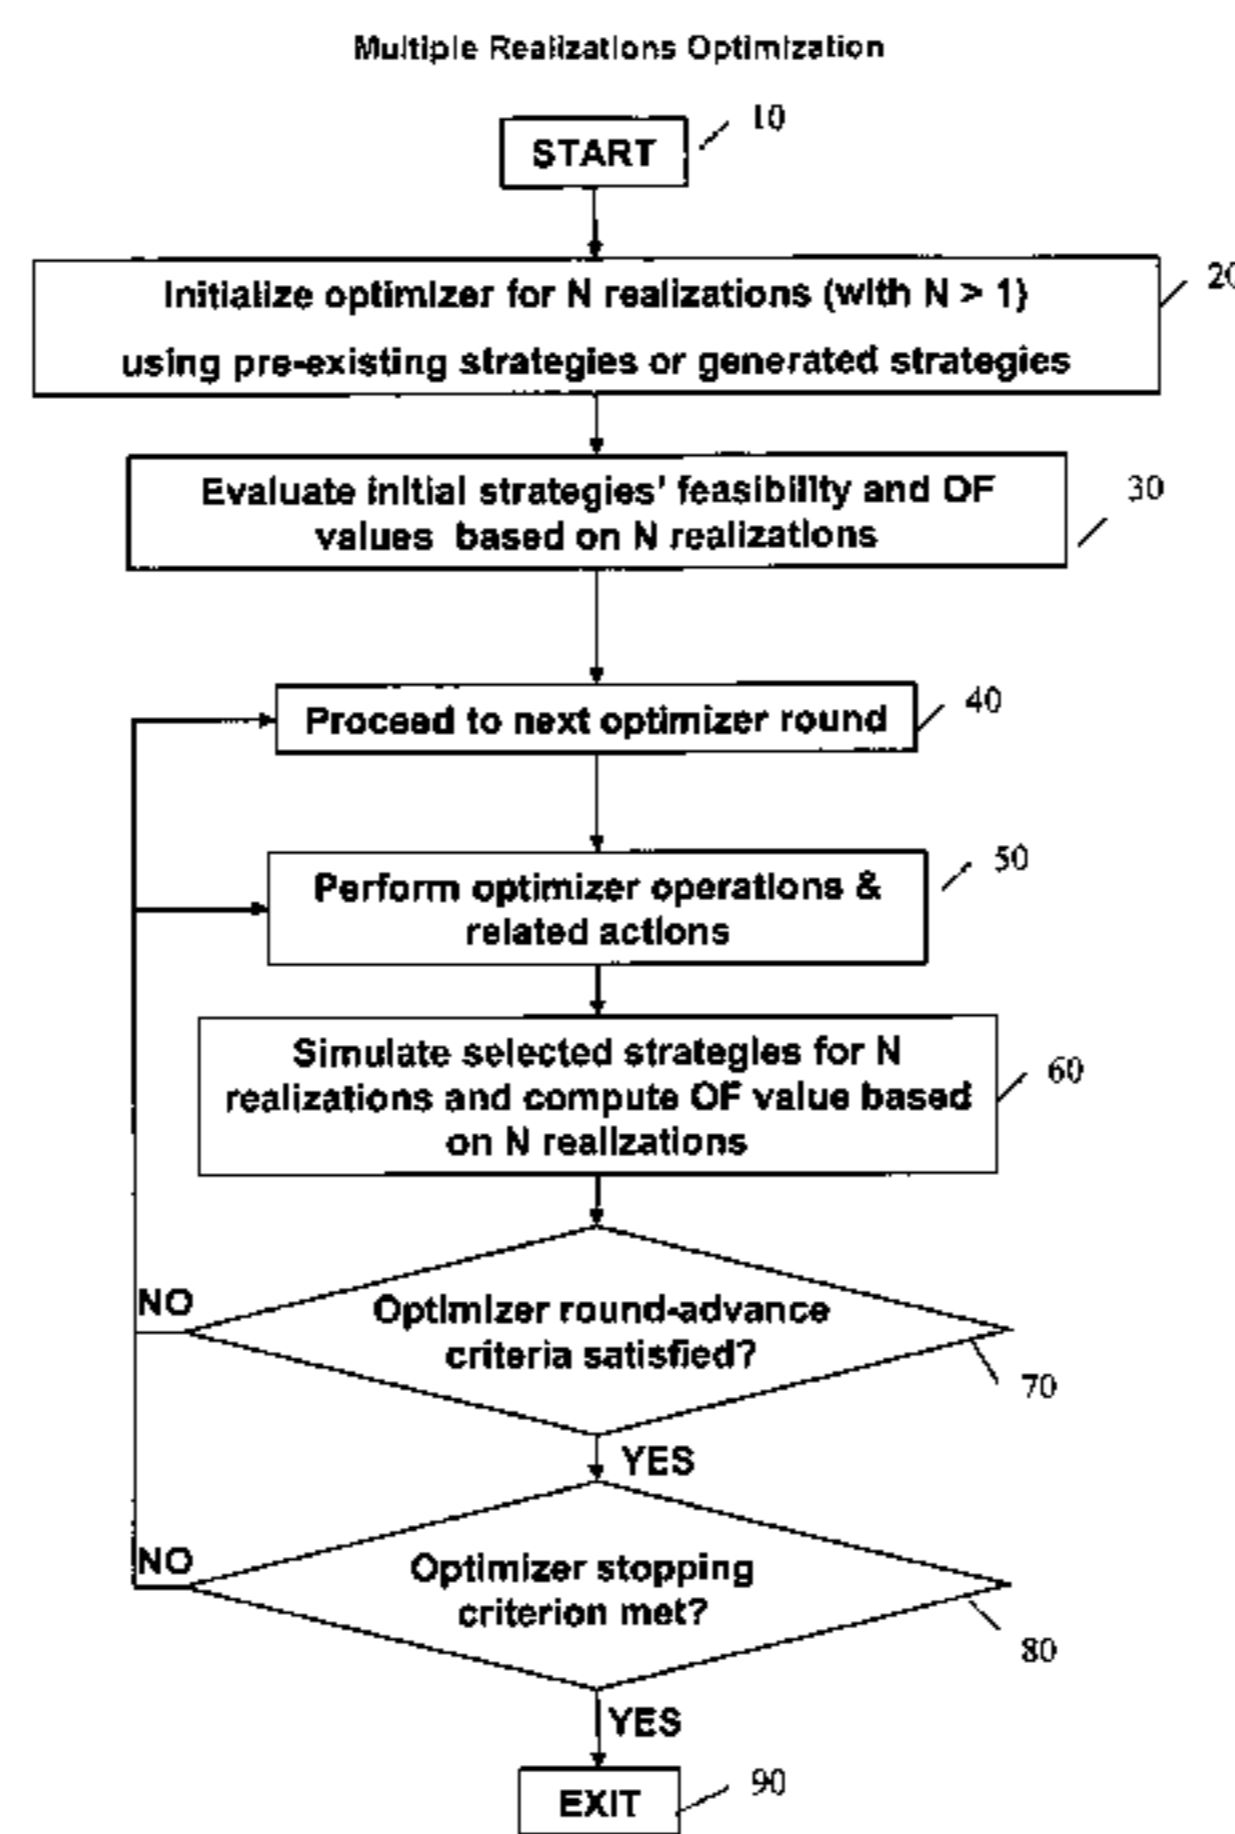 Multiple Realizations Optimization
START
10
Initialize optimizer for N realizations (with N > 1)
using pre-existing strategies or generated strategies
20
Evaluate initial strategies' feasibility and OF
values based on N realizations
30
Proceed to next optimizer round
40
Perform optimizer operations &
related actions
50
Simulate selected strategies for N
realizations and compute OF value based
on N realizations
60
NO
Optimizer round-advance
criteria satisfied?
70
YES
NO
Optimizer stopping
criterion met?
80
YES
EXIT
90